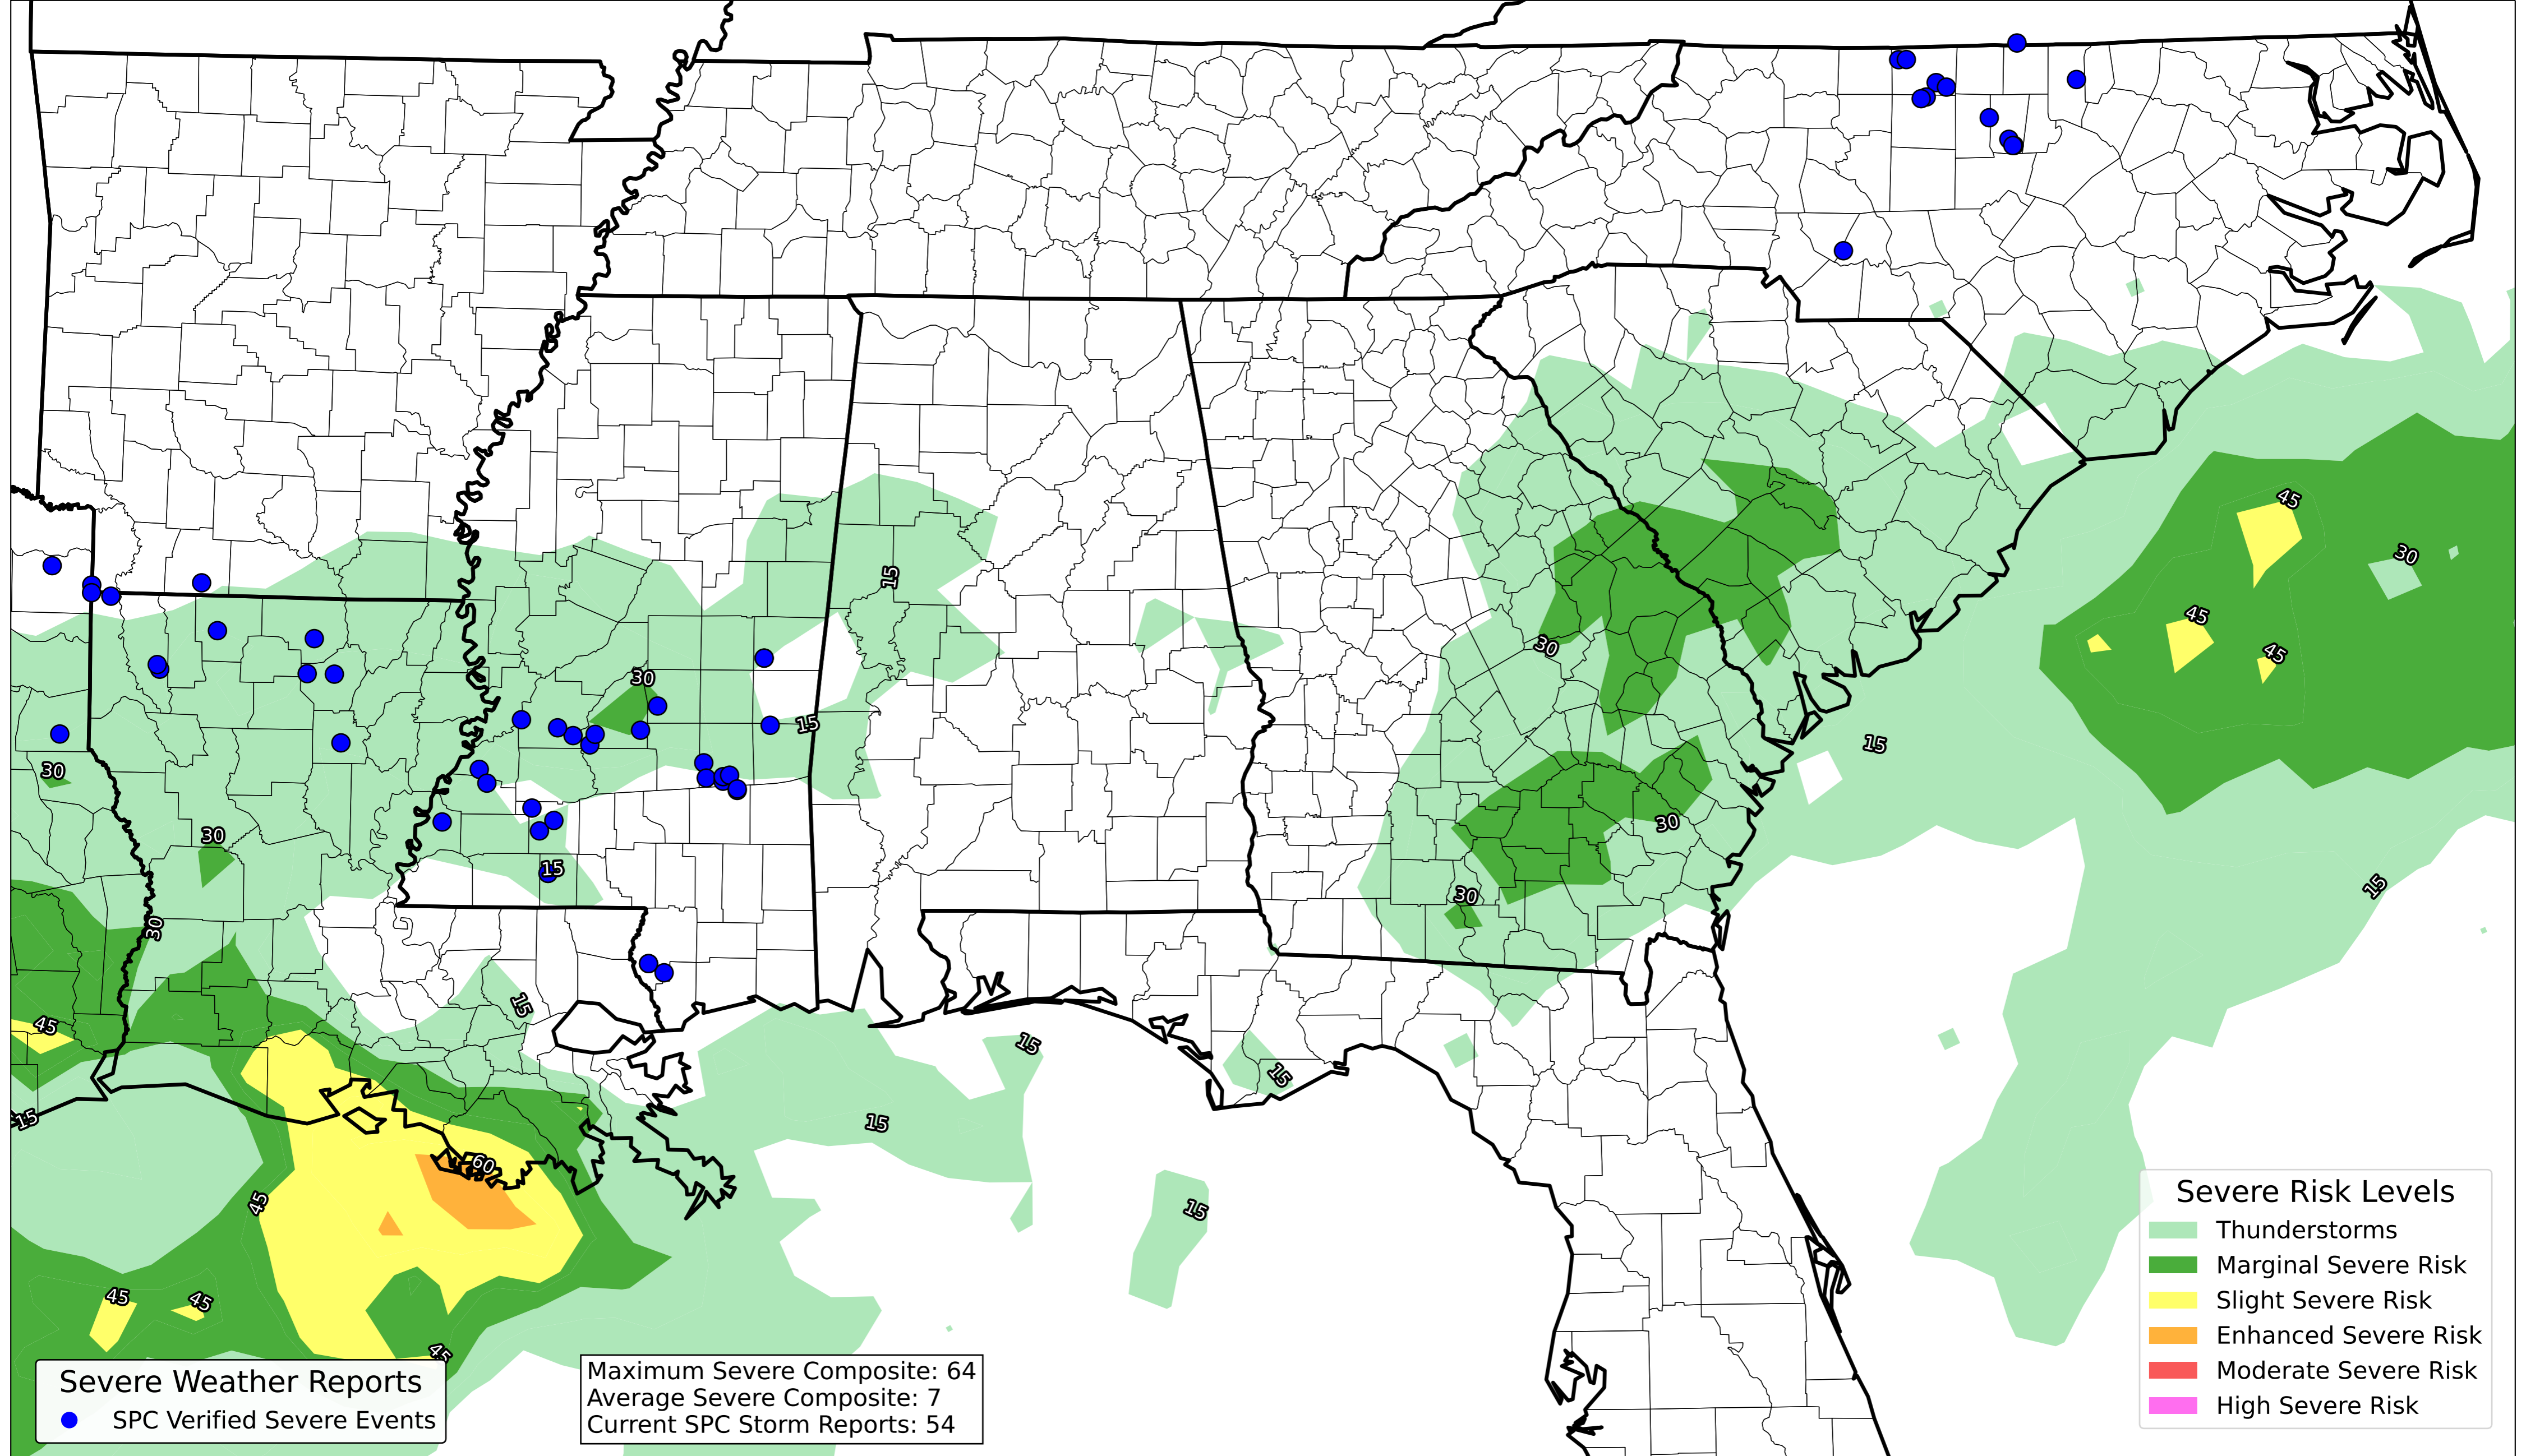 45
30
45
45
15
30
15
30
30
15
30
30
15
30
15
30
15
15
45
15
15
15
15
60
45
15
45
45
45
Severe Risk Levels
Thunderstorms
Marginal Severe Risk
Slight Severe Risk
Enhanced Severe Risk
Moderate Severe Risk
High Severe Risk
Severe Weather Reports
SPC Verified Severe Events
Maximum Severe Composite: 64
Average Severe Composite: 7
Current SPC Storm Reports: 54